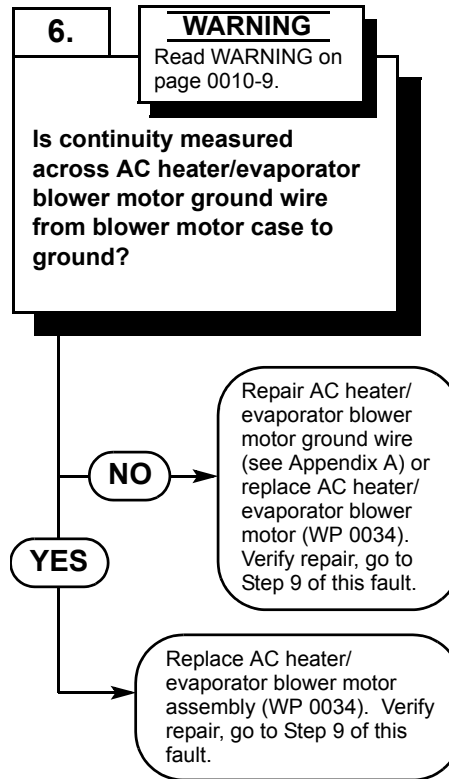 6.
WARNING
Read WARNING on
page 0010-9.
Is continuity measured
across AC heater/evaporator
blower motor ground wire
from blower motor case to
ground?
NO
Repair AC heater/
evaporator blower
motor ground wire
(see Appendix A) or
replace AC heater/
evaporator blower
motor (WP 0034).
Verify repair, go to
Step 9 of this fault.
YES
Replace AC heater/
evaporator blower motor
assembly (WP 0034).  Verify
repair, go to Step 9 of this
fault.